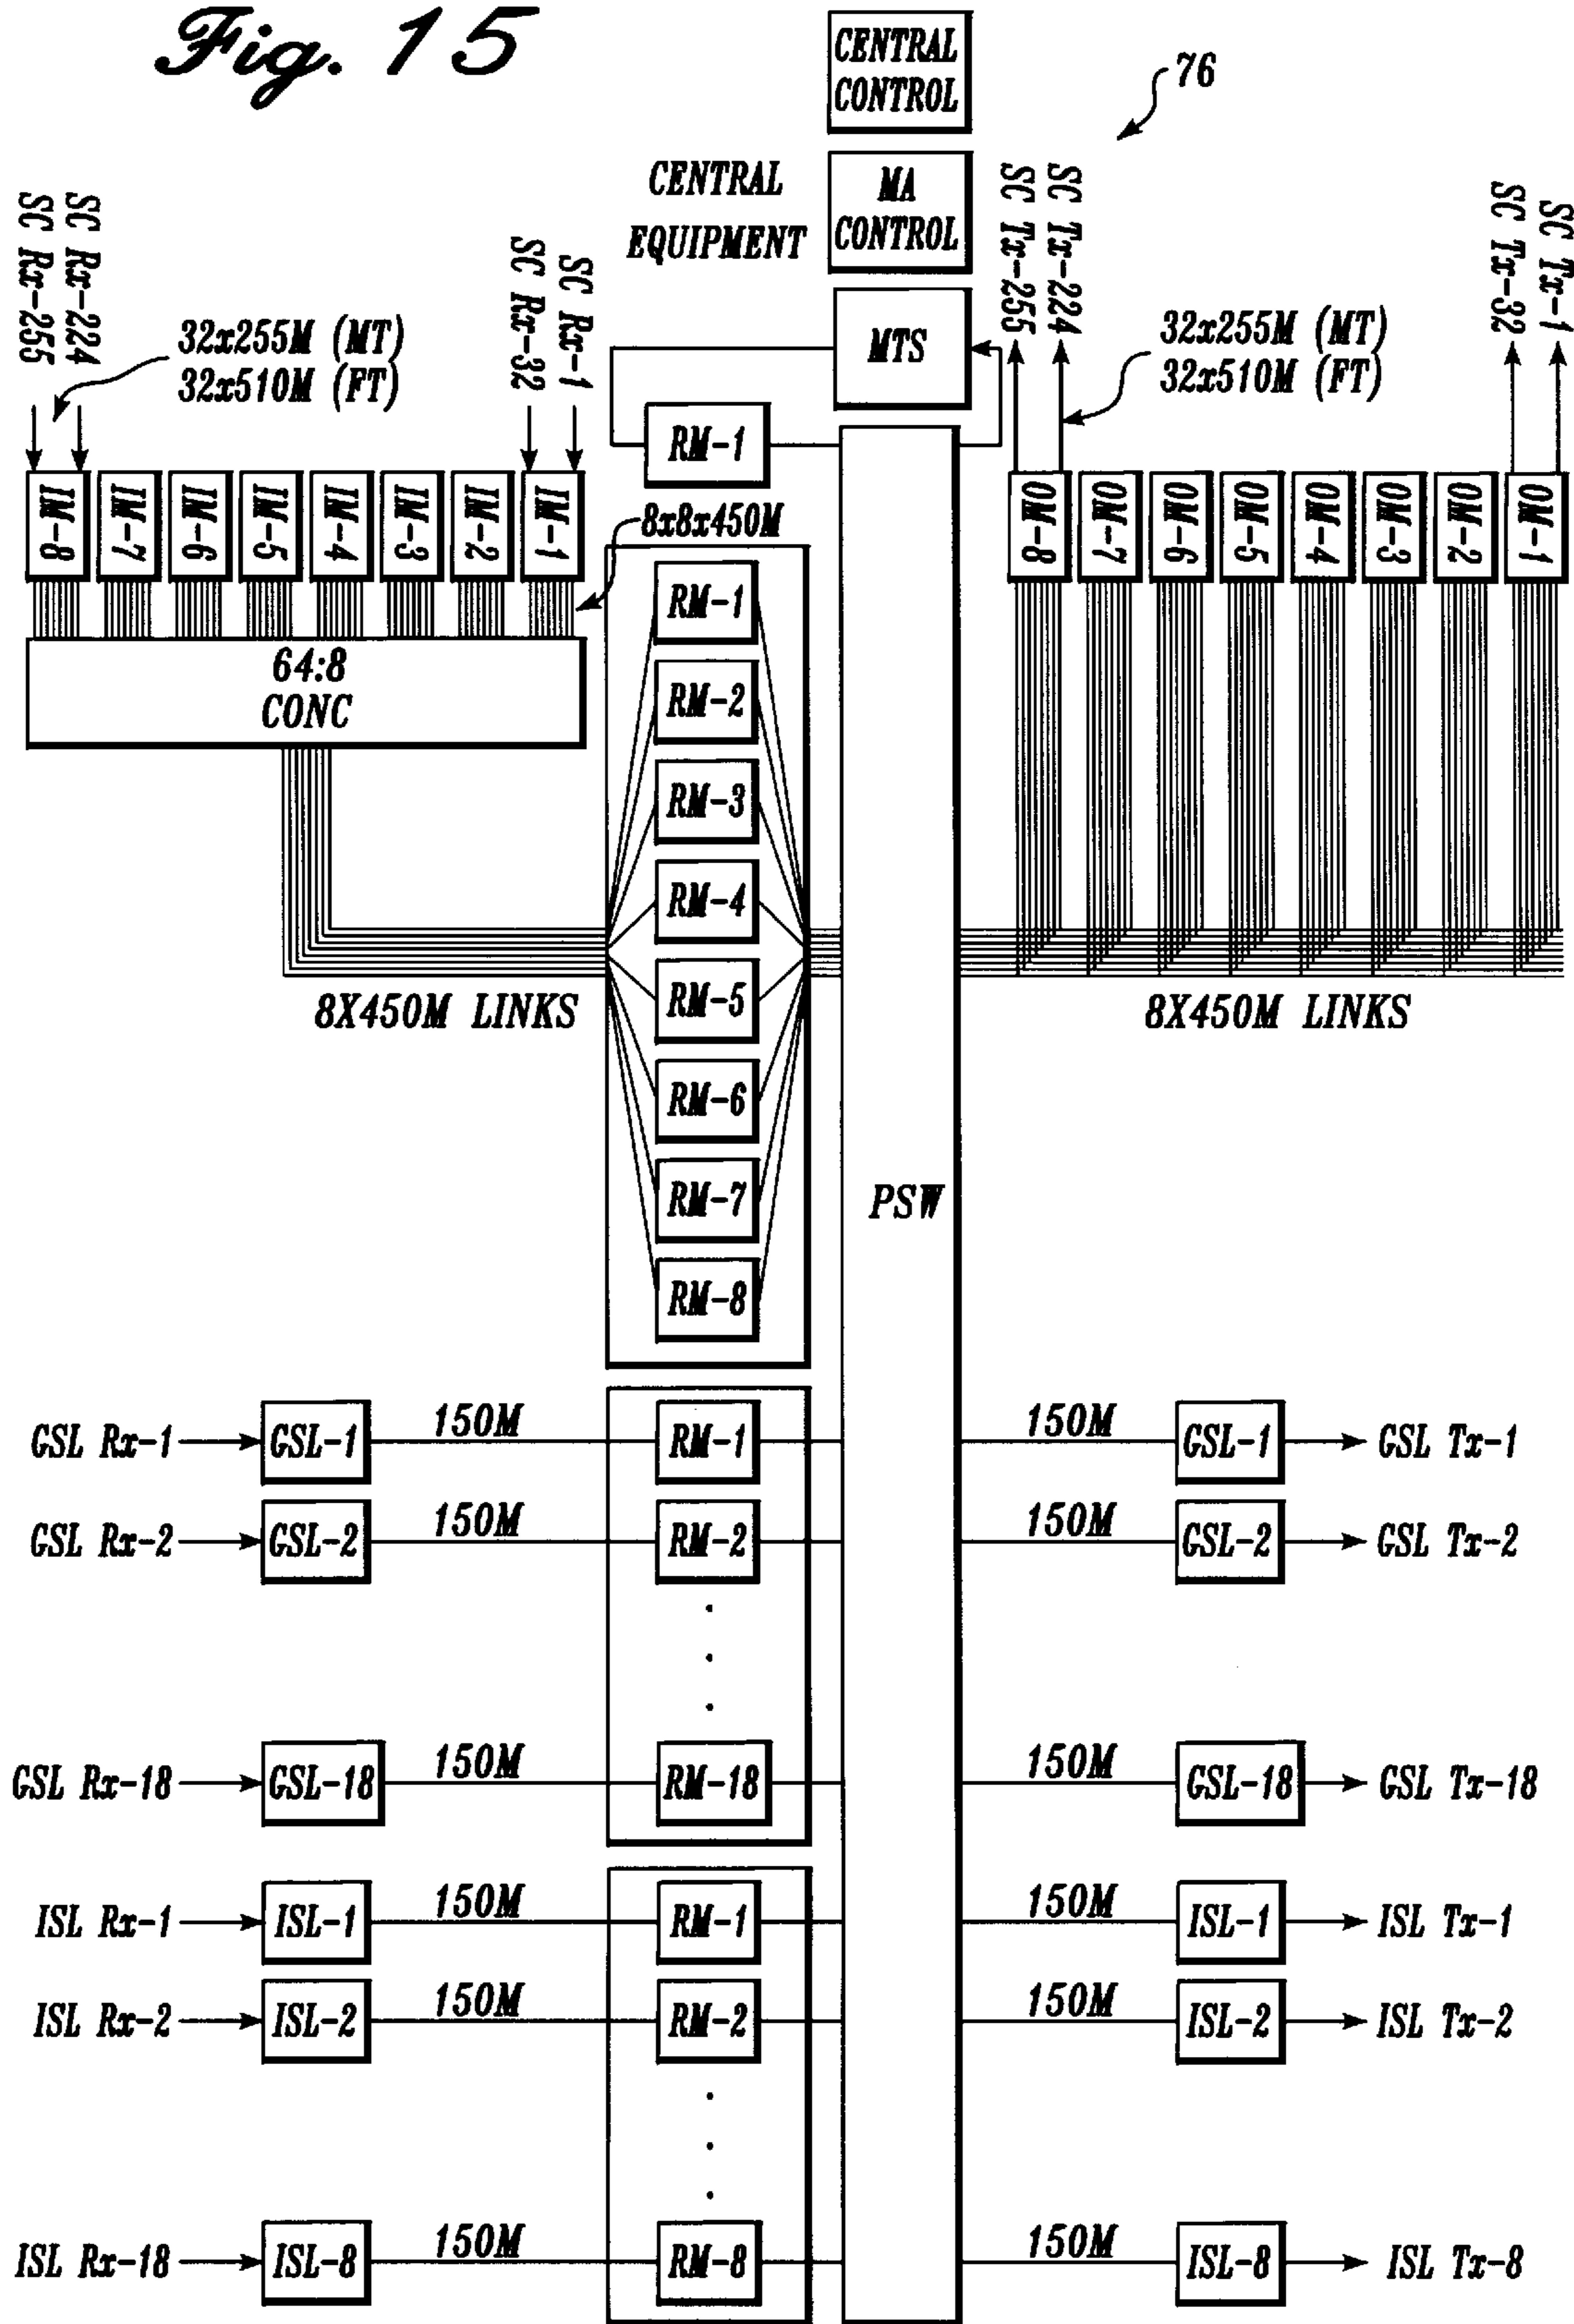 Fig. 15
CENTRAL
CONTROL
76
CENTRAL
EQUIPMENT
MA
CONTROL
SC Rx-224
SC Rx-255
SC Rx-1
SC Rx-32
SC Tx-224
SC Tx-255
SC Tx-1
SC Tx-32
32x255M (MT)
32x510M (FT)
MTS
32x255M (MT)
32x510M (FT)
RM-1
IM-8
IM-7
IM-6
IM-5
IM-4
IM-3
IM-2
IM-1
8x8x450M
OM-8
OM-7
OM-6
OM-5
OM-4
OM-3
OM-2
OM-1
64:8
CONC
RM-1
RM-2
RM-3
RM-4
RM-5
RM-6
RM-7
RM-8
8X450M LINKS
8X450M LINKS
PSW
GSL Rx-1
GSL-1
150M
RM-1
150M
GSL-1
GSL Tx-1
GSL Rx-2
GSL-2
150M
RM-2
150M
GSL-2
GSL Tx-2
GSL Rx-18
GSL-18
150M
RM-18
150M
GSL-18
GSL Tx-18
ISL Rx-1
ISL-1
150M
RM-1
150M
ISL-1
ISL Tx-1
ISL Rx-2
ISL-2
150M
RM-2
150M
ISL-2
ISL Tx-2
ISL Rx-18
ISL-8
150M
RM-8
150M
ISL-8
ISL Tx-8